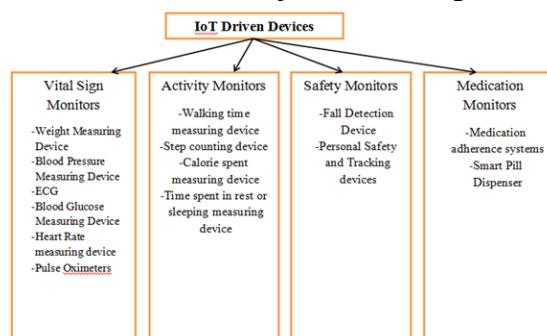 IoT Driven Devices
Vital Sign
Monitors
-Weight Measuring
Device
-Blood Pressure
Measuring Device
-ECG
-Blood Glucose
Measuring Device
-Heart Rate
measuring device
-Pulse Oximeters
Activity Monitors
-Walking time
measuring device
-Step counting device
-Calorie spent
measuring device
-Time spent in rest or
sleeping measuring
device
Safety Monitors
-Fall Detection
Device
-Personal Safety
and Tracking
devices
Medication
Monitors
-Medication
adherence systems
-Smart Pill
Dispenser